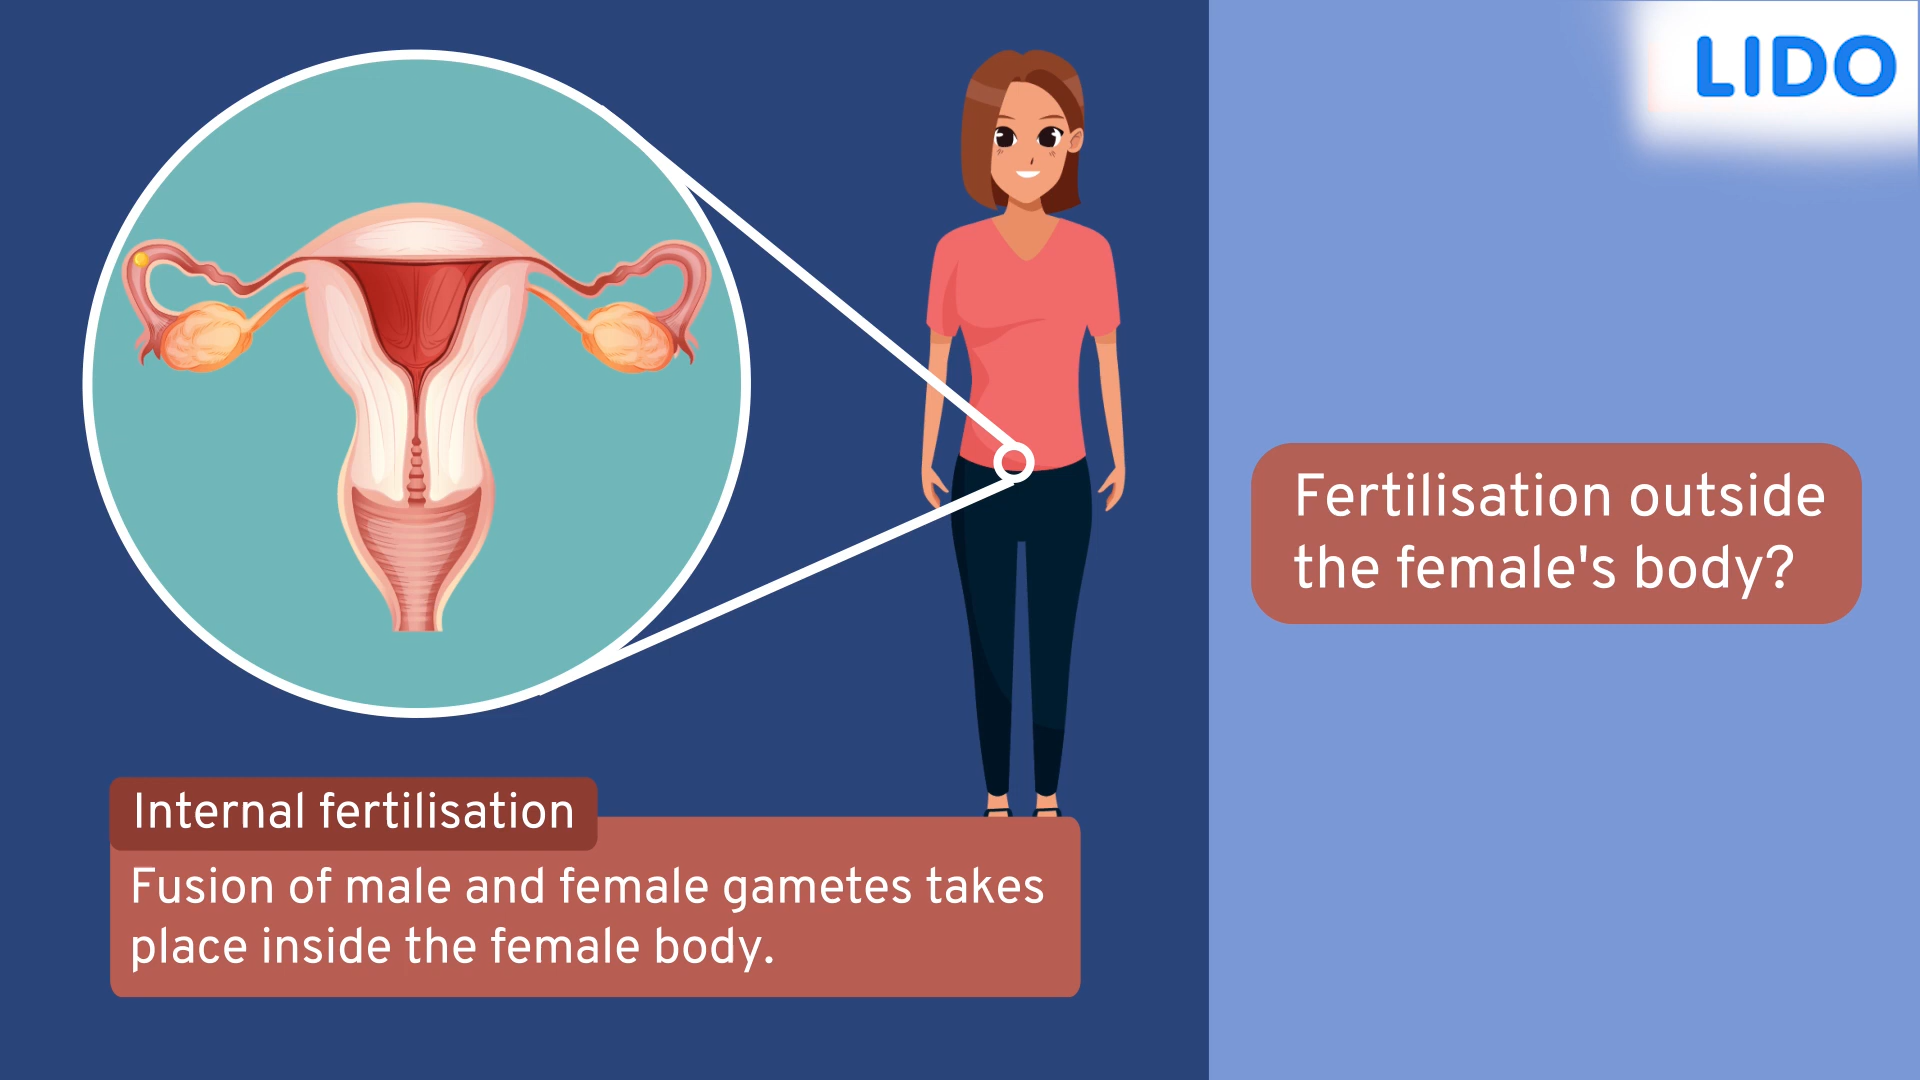 LIDO
Fertilisation outside
the female's body?
Internal fertilisation
Fusion of male and female gametes takes
place inside the female body.